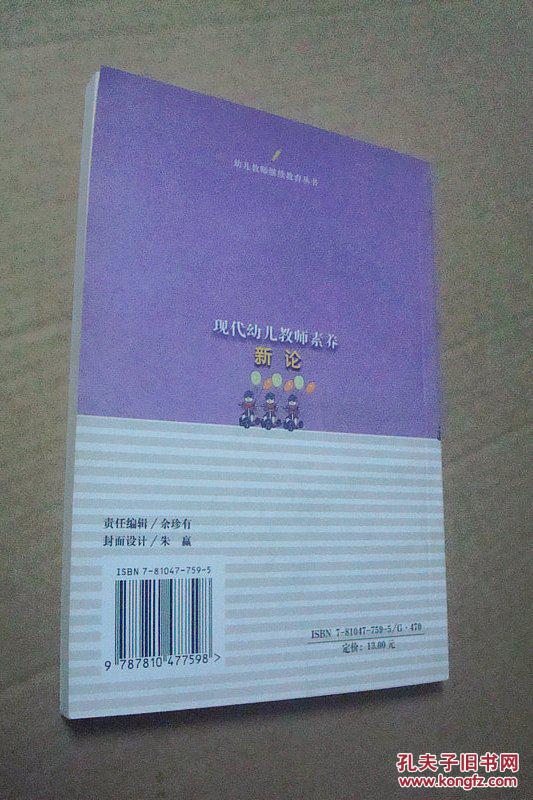 幼儿教师继续教育丛书
现代幼儿教师素养
新论
责任编辑/余珍有
封面设计/朱 赢
ISBN 7-81047-759-5
9 787810 477598 >
ISBN 7-81047-759-5/G·470
定价：13.00 元
孔夫子旧书网
www.kongfz.com